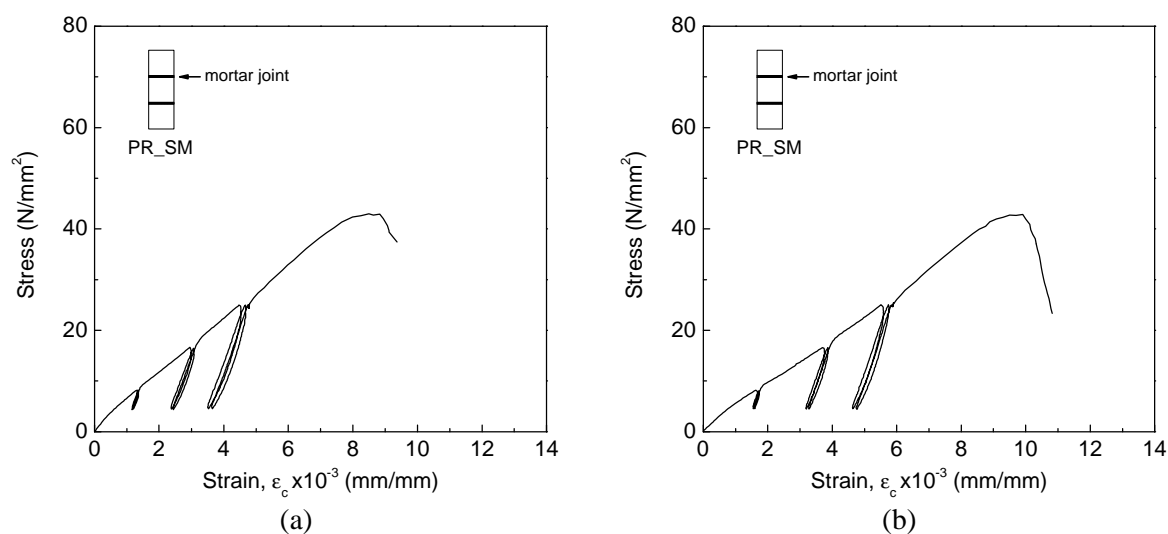 80
60
40
20
0
Stress (N/mm²)
mortar joint
PR_SM
0 2 4 6 8 10 12 14
Strain, εc x10⁻³ (mm/mm)
(a)
80
60
40
20
0
Stress (N/mm²)
mortar joint
PR_SM
0 2 4 6 8 10 12 14
Strain, εc x10⁻³ (mm/mm)
(b)